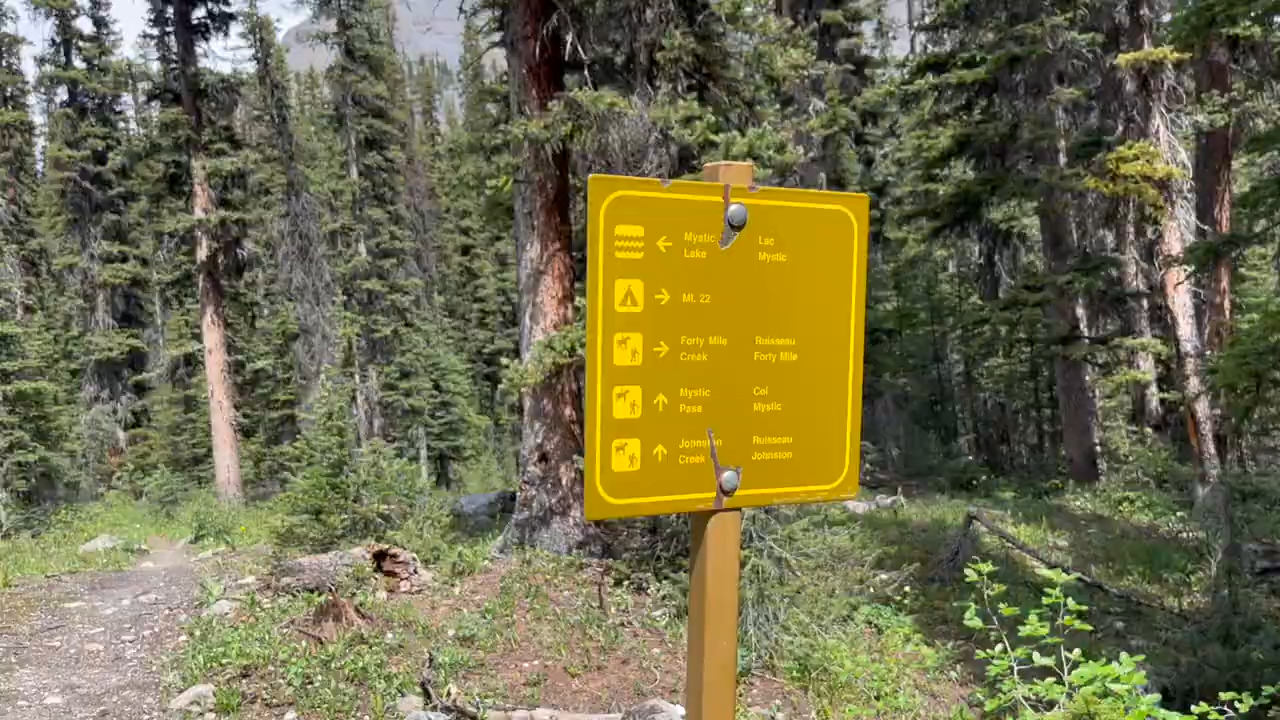 Mystic Lac
Lake Mystic
Mt. 22
Forty Mile Ruisseau
Creek Forty Mile
Mystic Col
Pass Mystic
Johnston Ruisseau
Creek Johnston